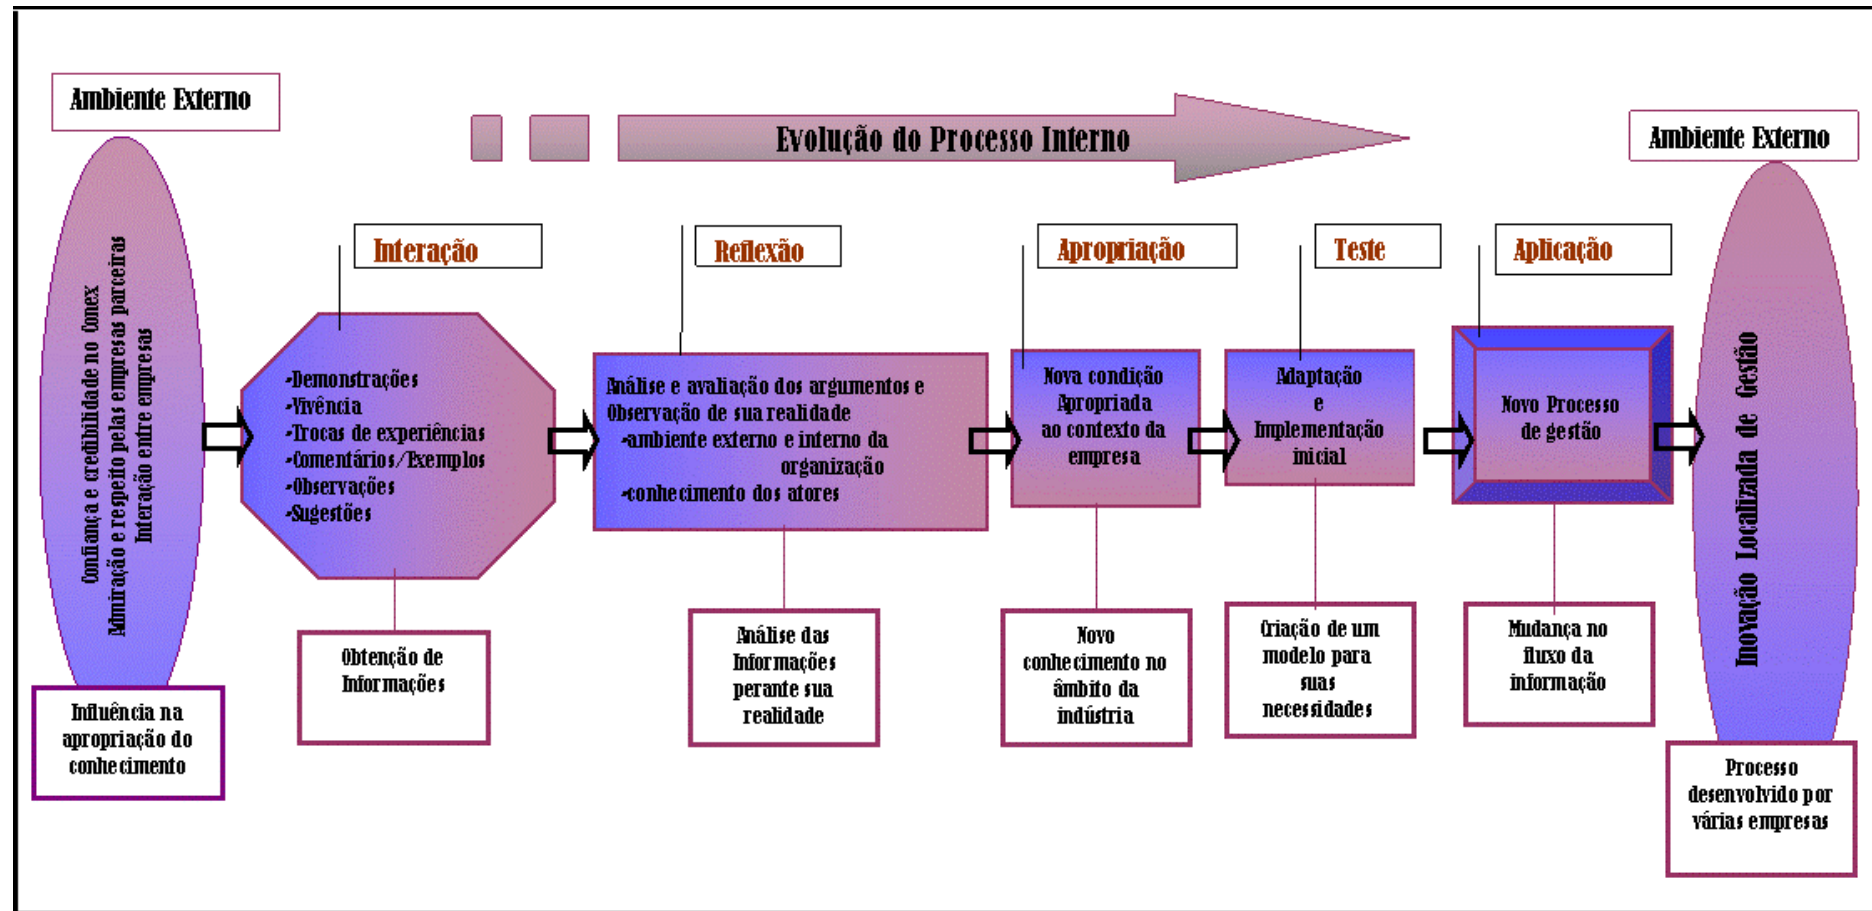 Ambiente Externo
Evolução do Processo Interno
Ambiente Externo
Interação
Reflexão
Apropriação
Teste
Aplicação
Confiança e credibilidade no Conex
Admiração e respeito pelas empresas parceiras
Interação entre empresas
-Demonstrações
-Vivência
-Trocas de experiências
-Comentários/Exemplos
-Observações
-Sugestões
Análise e avaliação dos argumentos e
Observação de sua realidade
-ambiente externo e interno da
organização
-conhecimento dos atores
Nova condição
Apropriada
ao contexto da
empresa
Adaptação
e
Implementação
inicial
Novo Processo
de gestão
Inovação Localizada de Gestão
Influência na
apropriação do
conhecimento
Obtenção de
Informações
Análise das
Informações
perante sua
realidade
Novo
conhecimento no
âmbito da
indústria
Criação de um
modelo para
suas
necessidades
Mudança no
fluxo da
informação
Processo
desenvolvido por
várias empresas